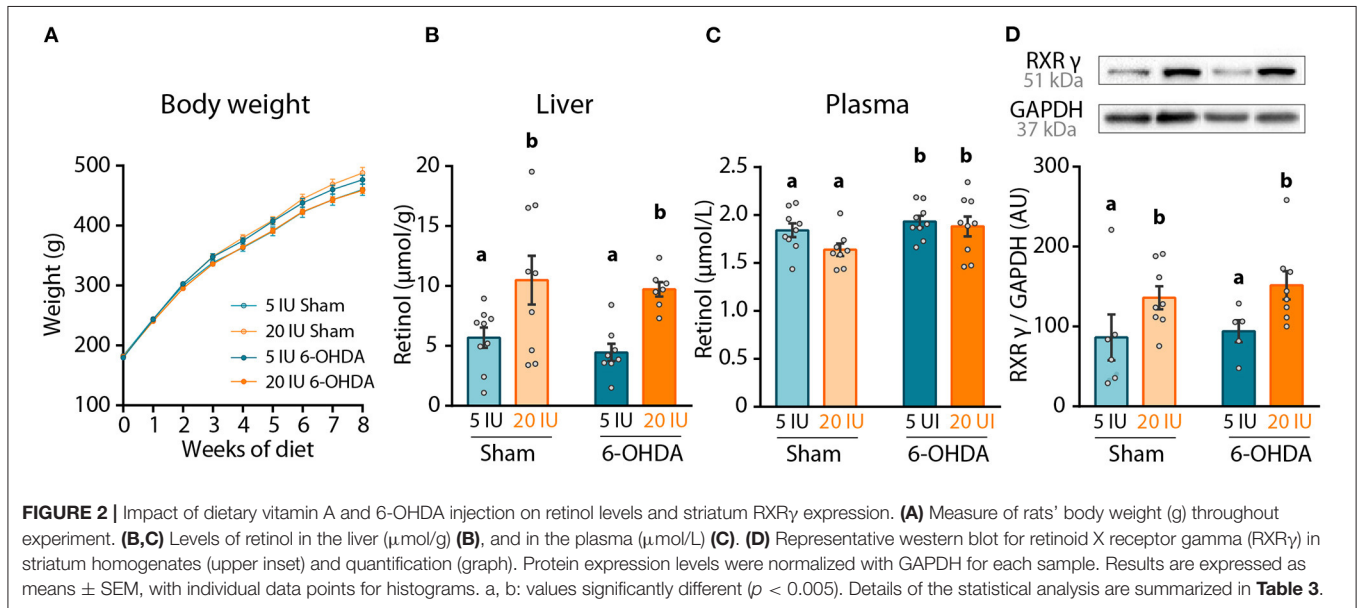 A
Body weight
Weight (g)
500
400
300
200
100
0 1 2 3 4 5 6 7 8
Weeks of diet
5 IU Sham
20 IU Sham
5 IU 6-OHDA
20 IU 6-OHDA
B
Liver
Retinol (µmol/g)
20
15
10
5
0
a b a b
5 IU 20 IU 5 IU 20 IU
Sham 6-OHDA
C
Plasma
Retinol (µmol/L)
2.5
2.0
1.5
1.0
0.5
0
a a b b
5 IU 20 IU 5 UI 20 UI
Sham 6-OHDA
D
RXR γ
51 kDa
GAPDH
37 kDa
RXR γ / GAPDH (AU)
300
200
100
0
a b a b
5 IU 20 IU 5 IU 20 IU
Sham 6-OHDA
FIGURE 2 | Impact of dietary vitamin A and 6-OHDA injection on retinol levels and striatum RXRγ expression. (A) Measure of rats’ body weight (g) throughout
experiment. (B,C) Levels of retinol in the liver (µmol/g) (B), and in the plasma (µmol/L) (C). (D) Representative western blot for retinoid X receptor gamma (RXRγ) in
striatum homogenates (upper inset) and quantification (graph). Protein expression levels were normalized with GAPDH for each sample. Results are expressed as
means ± SEM, with individual data points for histograms. a, b: values significantly different (p < 0.005). Details of the statistical analysis are summarized in Table 3.